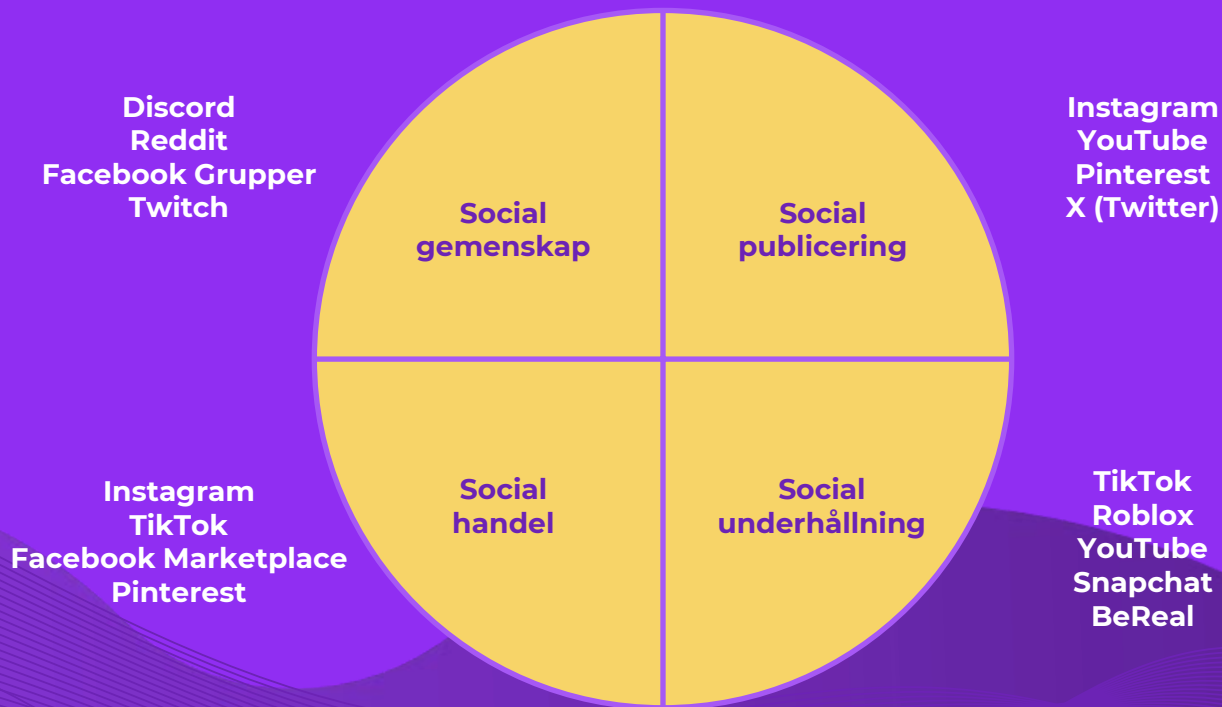 Discord
Reddit
Facebook Grupper
Twitch
Social
gemenskap
Social
publicering
Instagram
YouTube
Pinterest
X (Twitter)
Instagram
TikTok
Facebook Marketplace
Pinterest
Social
handel
Social
underhållning
TikTok
Roblox
YouTube
Snapchat
BeReal